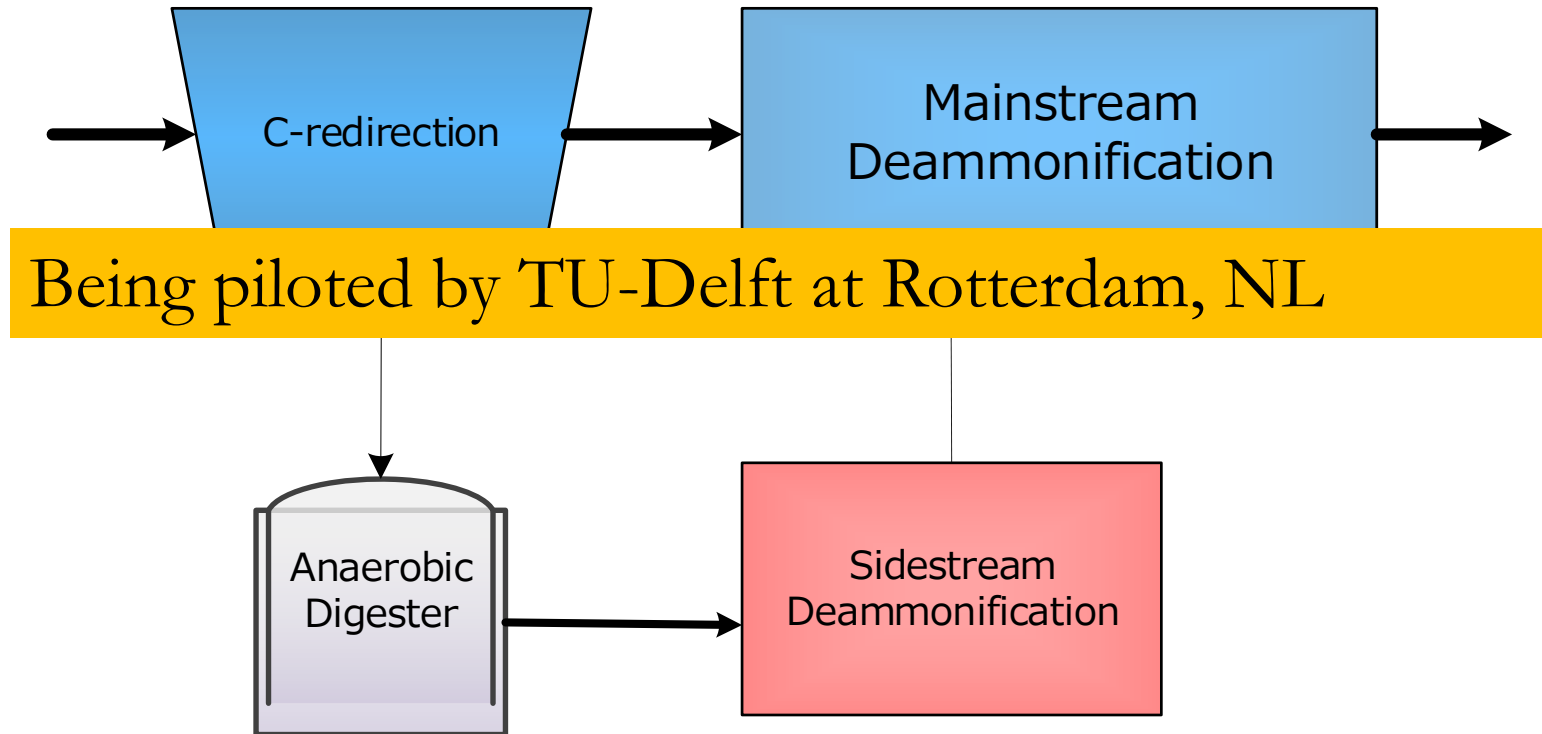 C-redirection
Mainstream
Deammonification
Being piloted by TU-Delft at Rotterdam, NL
Anaerobic
Digester
Sidestream
Deammonification